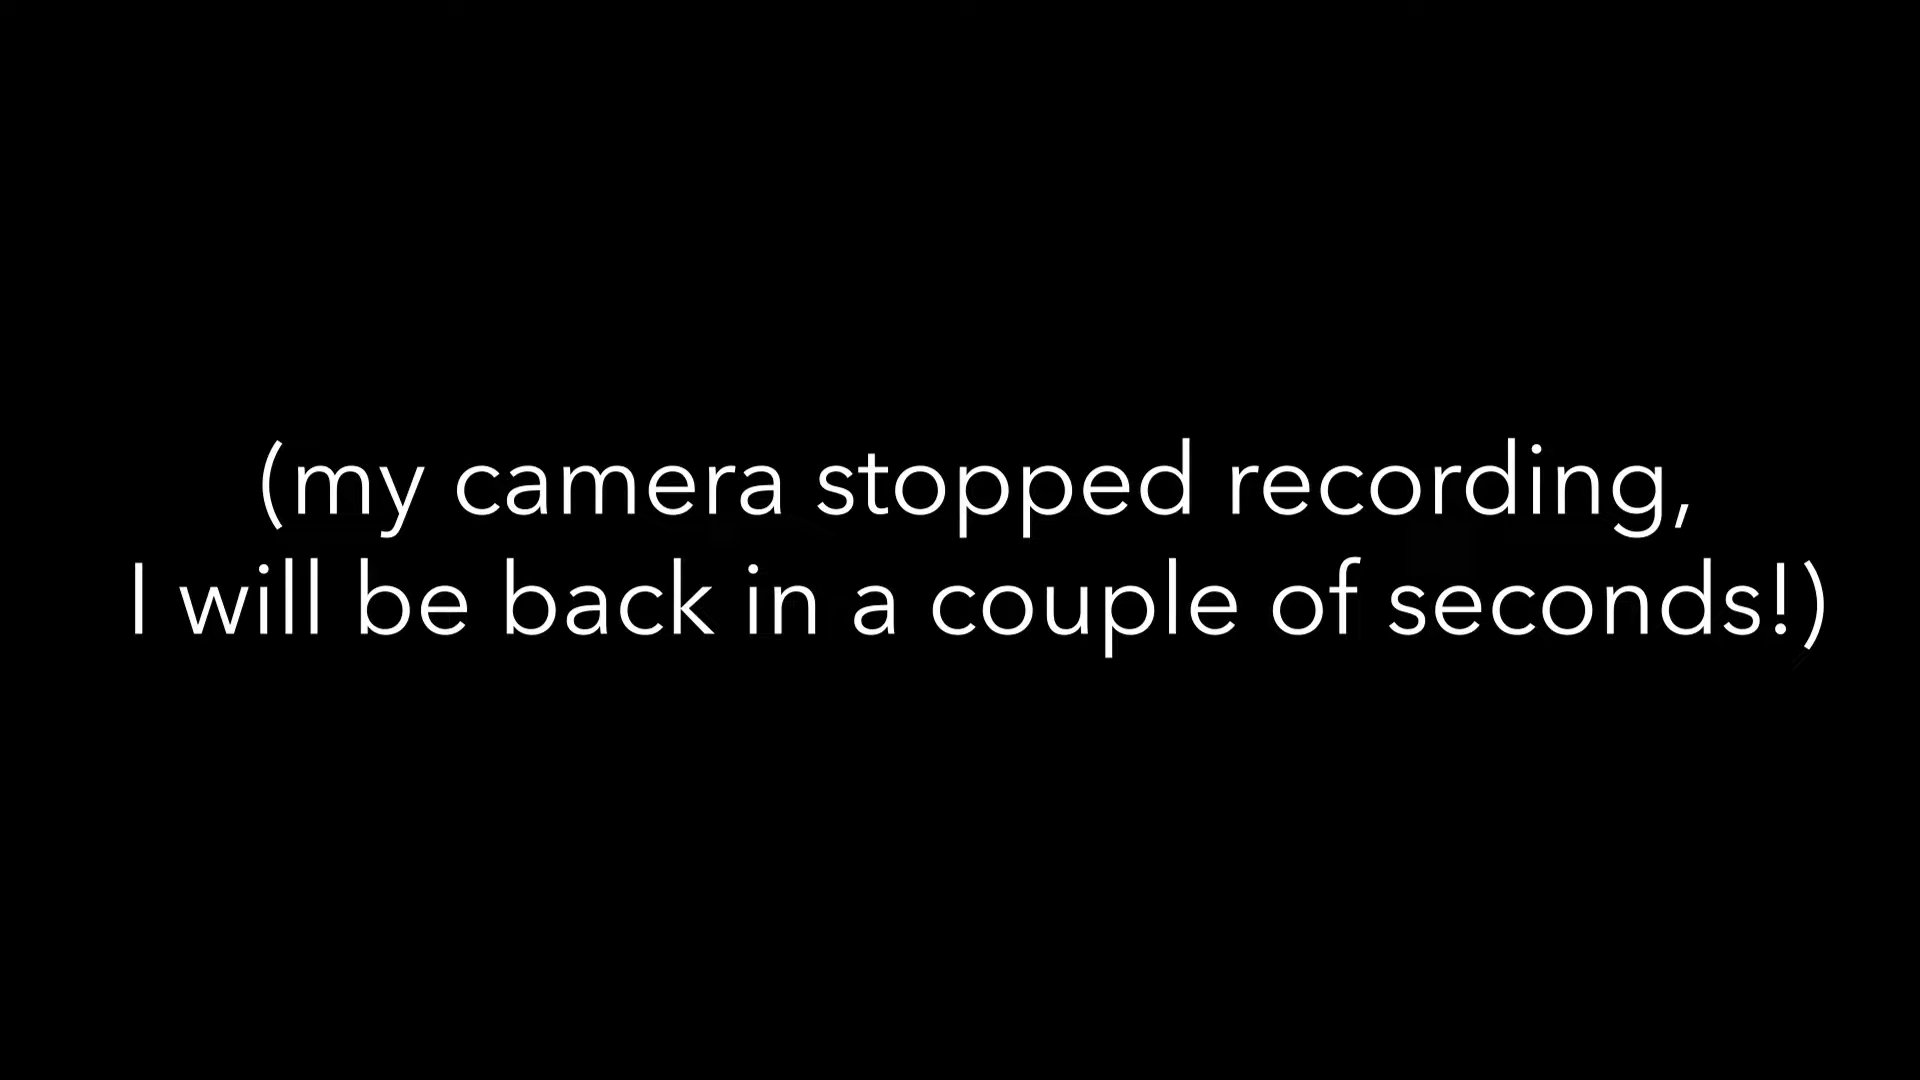 (my camera stopped recording,
I will be back in a couple of seconds!)